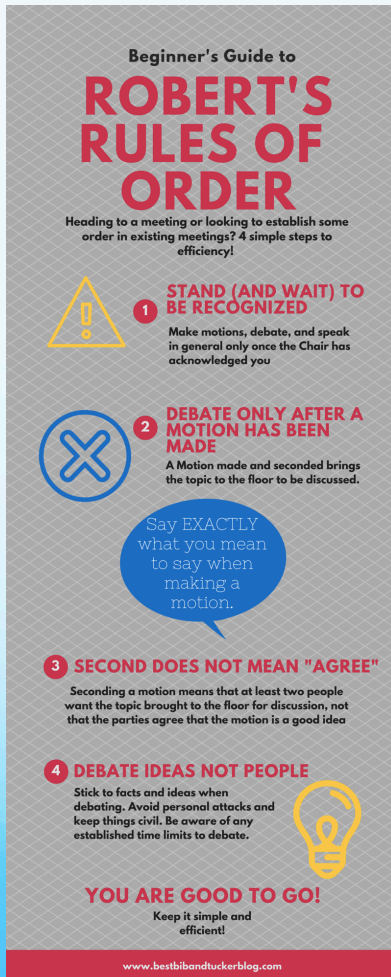 Beginner's Guide to
ROBERT'S
RULES OF
ORDER
Heading to a meeting or looking to establish some
order in existing meetings? 4 simple steps to
efficiency!
1
STAND (AND WAIT) TO
BE RECOGNIZED
Make motions, debate, and speak
in general only once the Chair has
acknowledged you
2
DEBATE ONLY AFTER A
MOTION HAS BEEN
MADE
A Motion made and seconded brings
the topic to the floor to be discussed.
Say EXACTLY
what you mean
to say when
making a
motion.
3 SECOND DOES NOT MEAN "AGREE"
Seconding a motion means that at least two people
want the topic brought to the floor for discussion, not
that the parties agree that the motion is a good idea
4 DEBATE IDEAS NOT PEOPLE
Stick to facts and ideas when
debating. Avoid personal attacks and
keep things civil. Be aware of any
established time limits to debate.
YOU ARE GOOD TO GO!
Keep it simple and
efficient!
www.bestbibandtuckerblog.com